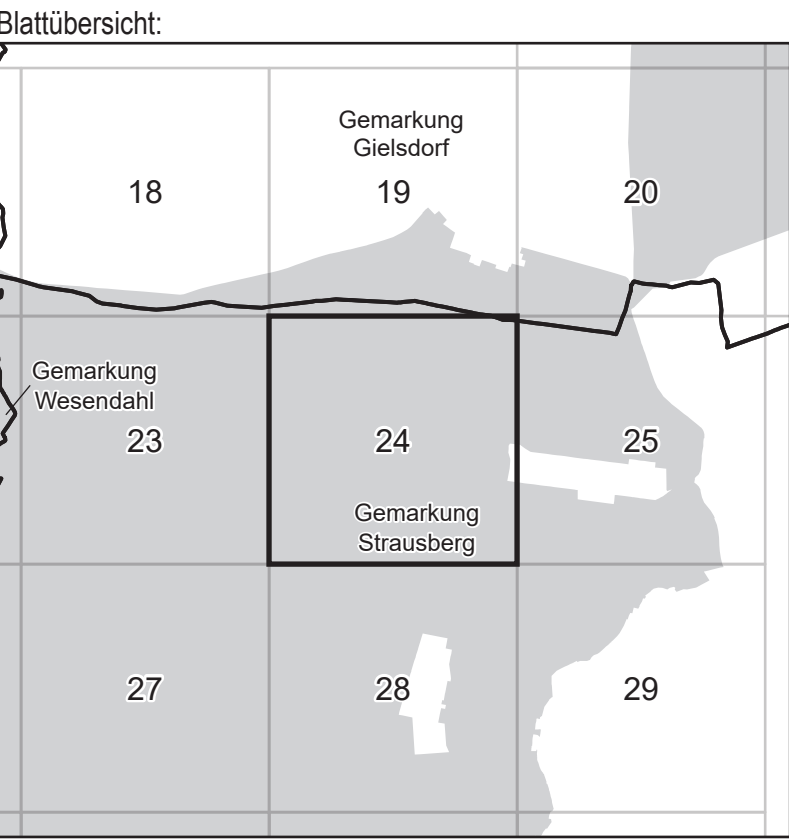 Blattübersicht:
Gemarkung
Gielsdorf
18
19
20
Gemarkung
Wesendahl
23
24
25
Gemarkung
Strausberg
27
28
29